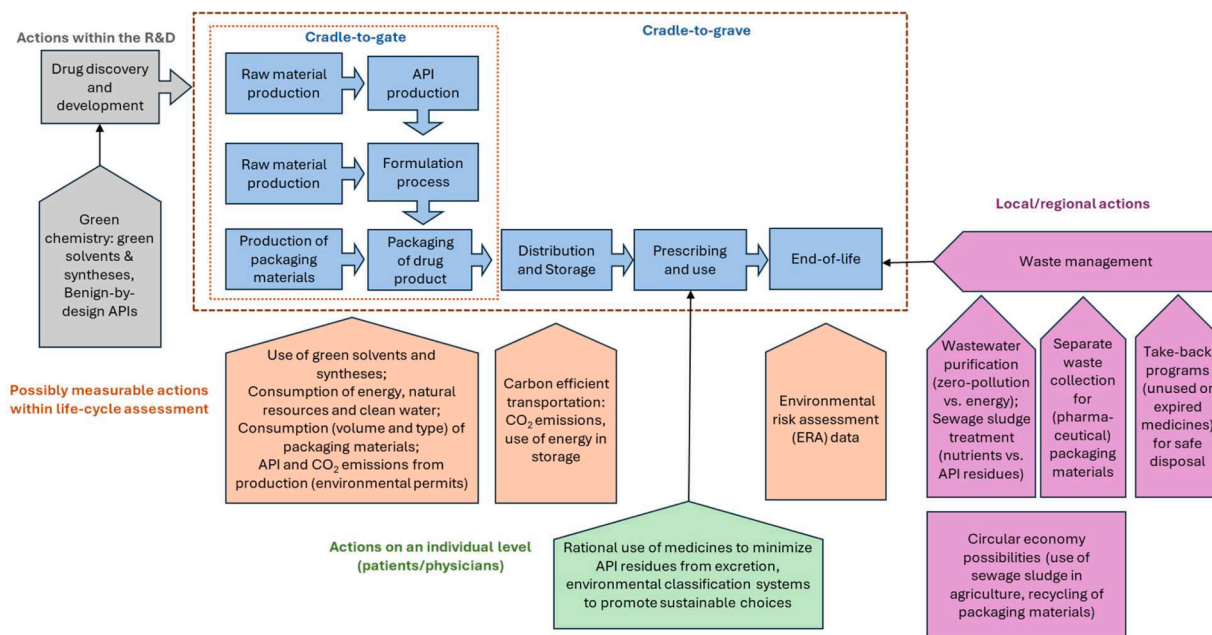 Actions within the R&D
Drug discovery
and
development
Green
chemistry: green
solvents &
syntheses,
Benign-by-
design APIs
Cradle-to-gate
Cradle-to-grave
Raw material
production
API
production
Raw material
production
Formulation
process
Production of
packaging
materials
Packaging
of drug
product
Distribution
and Storage
Prescribing
and use
End-of-life
Local/regional actions
Waste management
Possibly measurable actions
within life-cycle assessment
Use of green solvents and
syntheses;
Consumption of energy, natural
resources and clean water;
Consumption (volume and type) of
packaging materials;
API and CO₂ emissions from
production (environmental permits)
Carbon efficient
transportation:
CO₂ emissions,
use of energy in
storage
Environmental
risk assessment
(ERA) data
Wastewater
purification
(zero-pollution
vs. energy);
Sewage sludge
treatment
(nutrients vs.
API residues)
Separate
waste
collection
for
(pharma-
ceutical)
packaging
materials
Take-back
programs
(unused or
expired
medicines)
for safe
disposal
Actions on an individual level
(patients/physicians)
Rational use of medicines to minimize
API residues from excretion,
environmental classification systems
to promote sustainable choices
Circular economy
possibilities (use of
sewage sludge in
agriculture, recycling of
packaging materials)